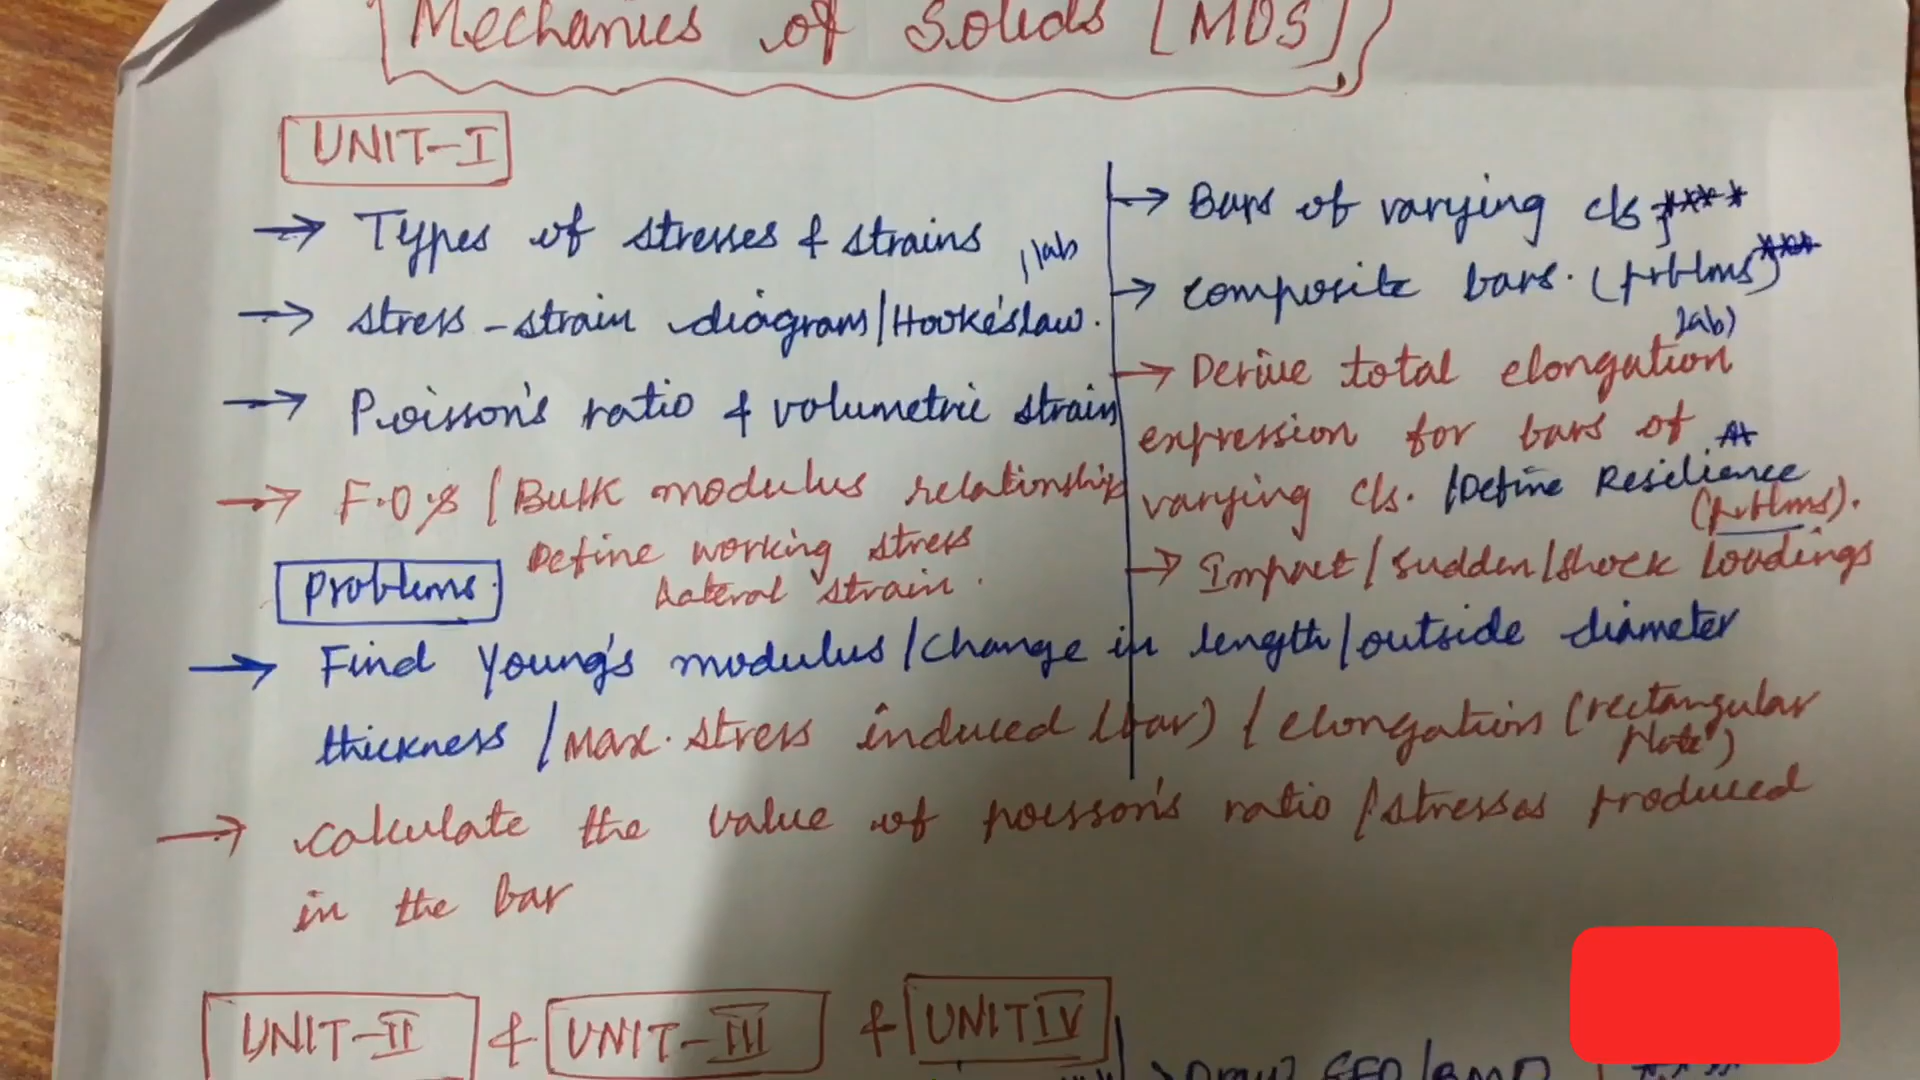 Mechanics of Solids [MOS]
UNIT-I
→ Types of stresses & strains
→ stress-strain diagram/Hooke's law.
→ Poisson's ratio & volumetric strain
→ F.O.S / Bulk modulus relationship
Define working stress
Lateral strain.
→ Bars of varying c/s ****
→ composite bars. (prblms) ***
→ Derive total elongation
expression for bars of
varying c/s. / Define Resilience
(prblms).
→ Impact/sudden/shock loadings
Problems.
→ Find Young's modulus/change in length/outside diameter
thickness / Max. stress induced (bar) / elongation (rectangular
plate)
→ calculate the value of poisson's ratio / stresses produced
in the bar
UNIT-II & UNIT-III & UNIT IV